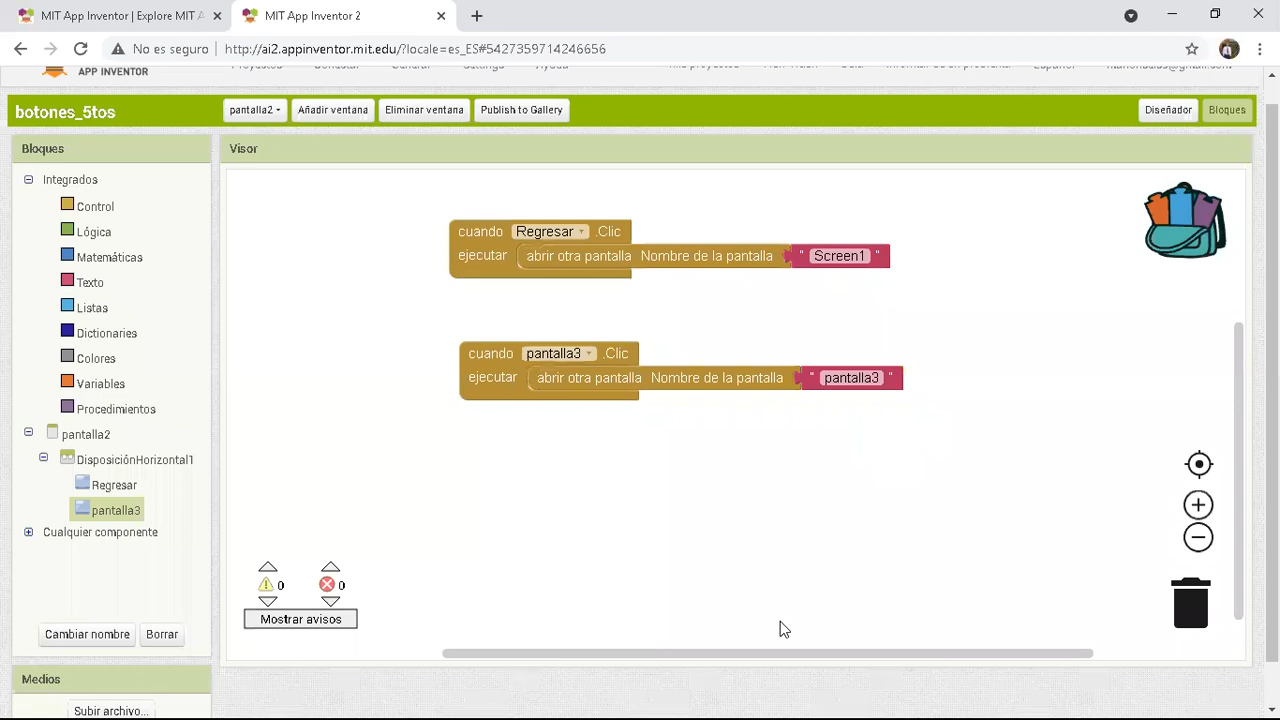 MIT App Inventor | Explore MIT A
MIT App Inventor 2
No es seguro
http://ai2.appinventor.mit.edu/?locale=es_ES#5427359714246656
APP INVENTOR
botones_5tos
pantalla2
Añadir ventana
Eliminar ventana
Publish to Gallery
Diseñador
Bloques
Bloques
Visor
Integrados
Control
Lógica
Matemáticas
Texto
Listas
Dictionaries
Colores
Variables
Procedimientos
pantalla2
DisposiciónHorizontal1
Regresar
pantalla3
Cualquier componente
Cambiar nombre
Borrar
Medios
Subir archivo...
cuando Regresar .Clic
ejecutar abrir otra pantalla Nombre de la pantalla " Screen1 "
cuando pantalla3 .Clic
ejecutar abrir otra pantalla Nombre de la pantalla " pantalla3 "
0
0
Mostrar avisos